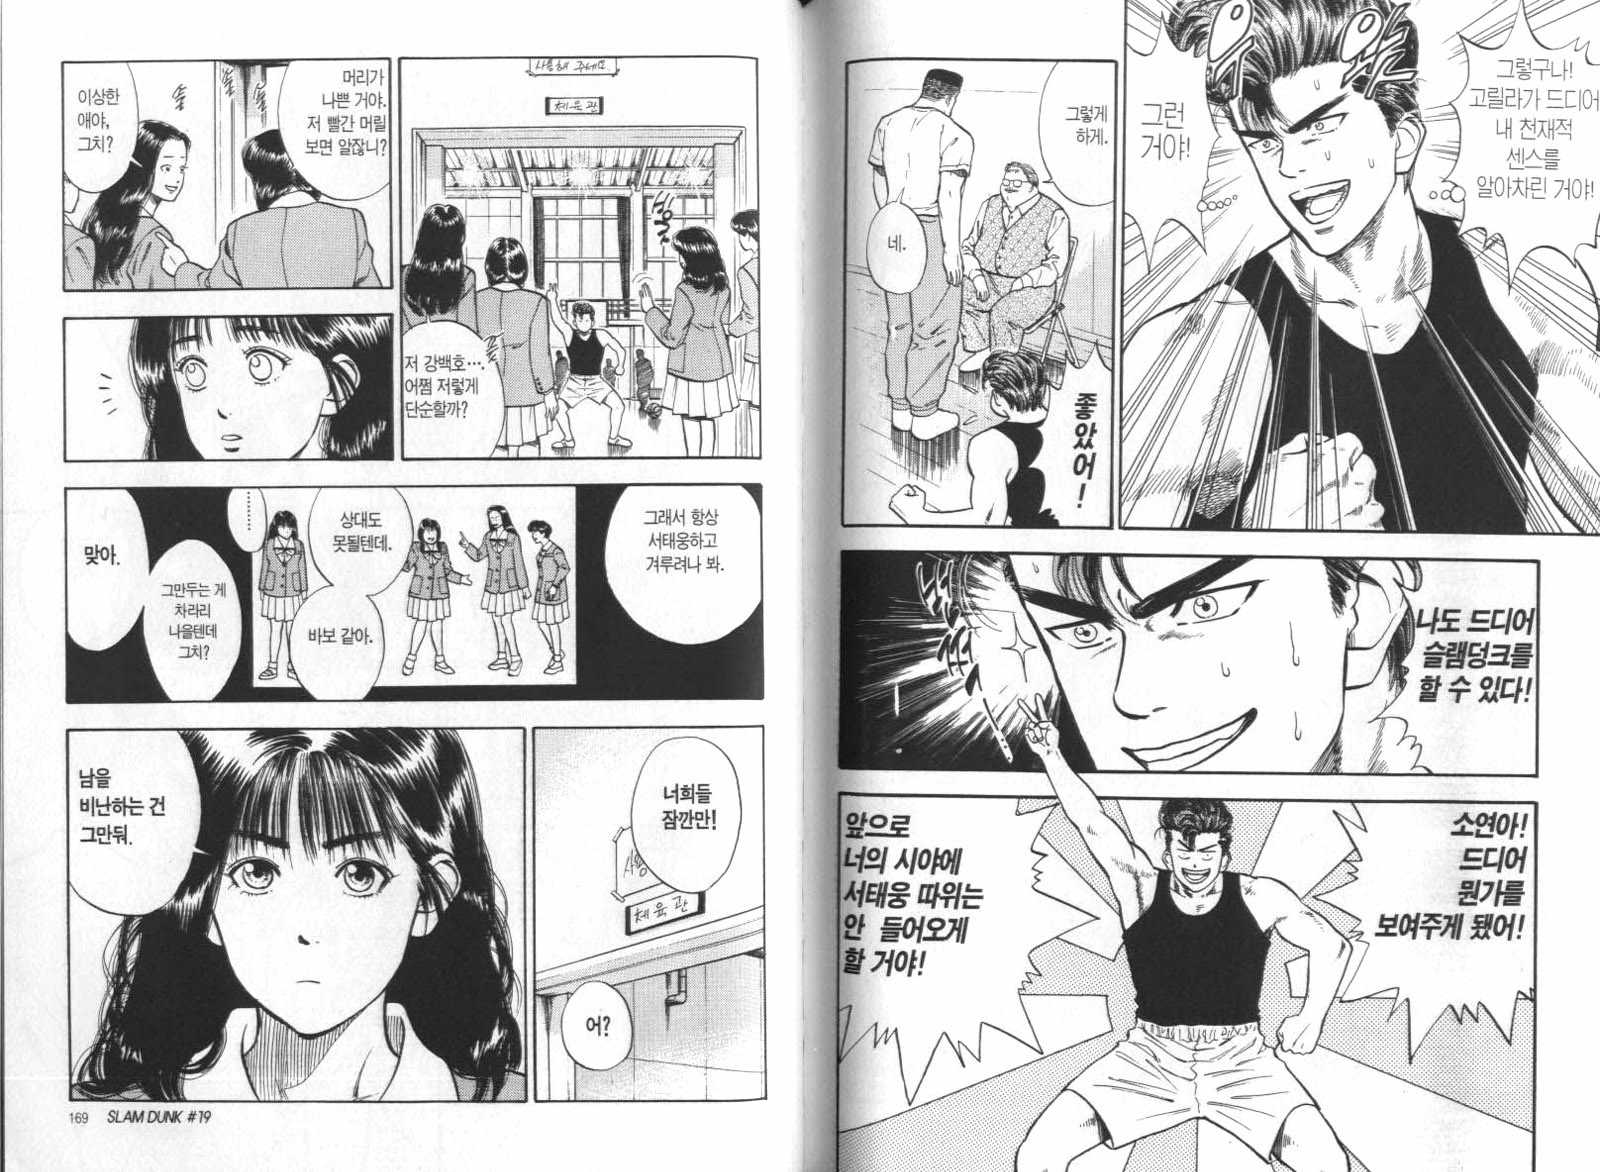 그렇구나!
고릴라가 드디어
내 천재적
센스를
알아차린 거야!
그런
거야!
그렇게
하게.
네.
좋았어!
나도 드디어
슬램덩크를
할 수 있다!
소연아!
드디어
뭔가를
보여주게 됐어!
앞으로
너의 시야에
서태웅 따위는
안 들어오게
할 거야!
사용해 주세요
체육관
저 강백호….
어쩜 저렇게
단순할까?
머리가
나쁜 거야.
저 빨간 머릴
보면 알잖니?
이상한
애야,
그치?
그래서 항상
서태웅하고
겨루려나 봐.
상대도
못될텐데.
바보 같아.
………
그만두는 게
차라리
나을텐데
그치?
맞아.
너희들
잠깐만!
사용
체육관
어?
남을
비난하는 건
그만둬.
169 SLAM DUNK #19